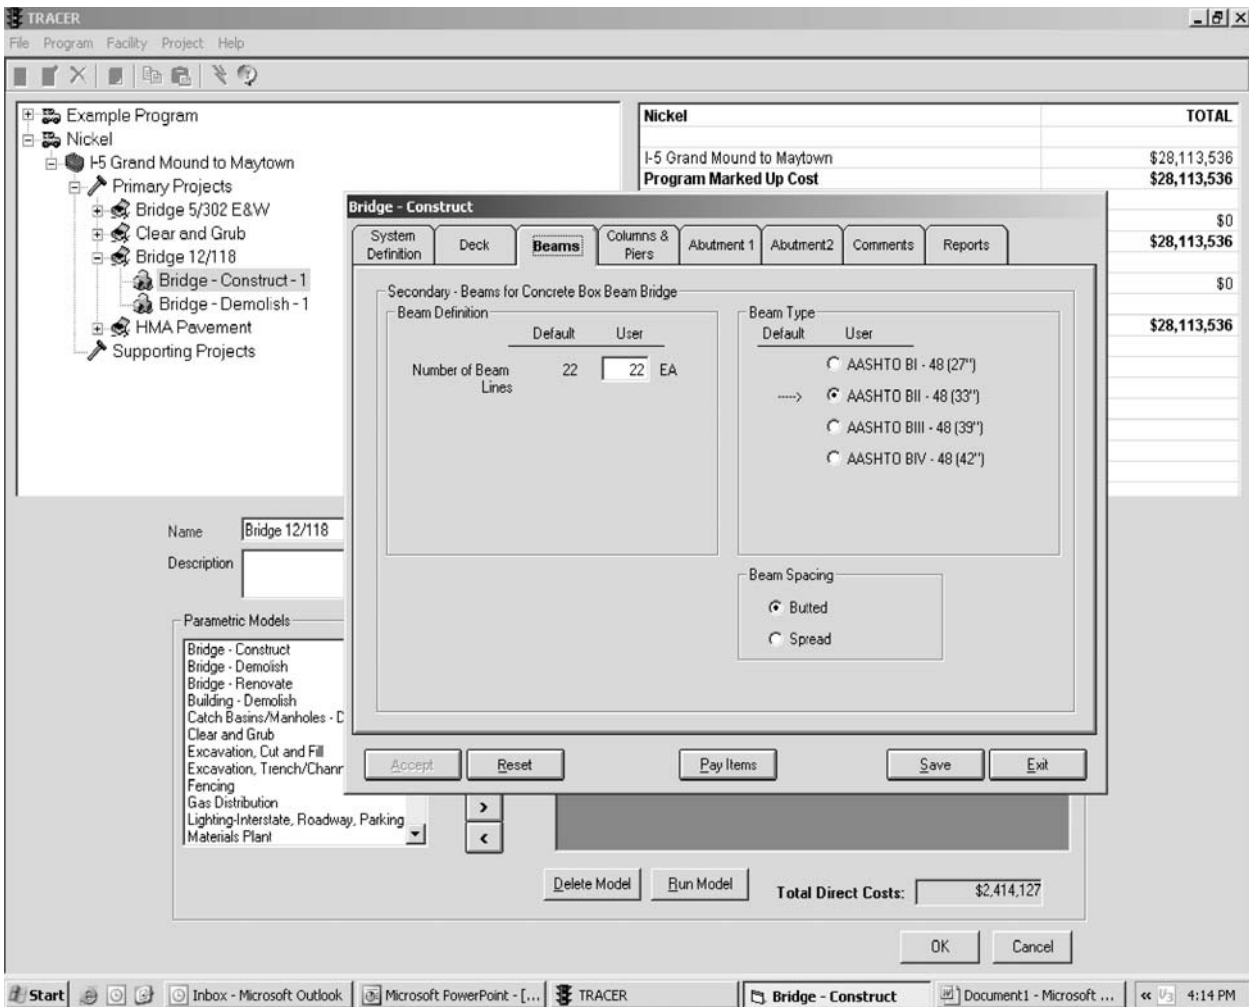 TRACER
File Program Facility Project Help
Example Program
Nickel
I-5 Grand Mound to Maytown
Primary Projects
Bridge 5/302 E&W
Clear and Grub
Bridge 12/118
Bridge - Construct - 1
Bridge - Demolish - 1
HMA Pavement
Supporting Projects
Nickel TOTAL
I-5 Grand Mound to Maytown $28,113,536
Program Marked Up Cost $28,113,536
$0
$28,113,536
$0
$28,113,536
Bridge - Construct
System Definition Deck Beams Columns & Piers Abutment 1 Abutment2 Comments Reports
Secondary - Beams for Concrete Box Beam Bridge
Beam Definition
Default User
Number of Beam Lines 22 22 EA
Beam Type
Default User
AASHTO BI - 48 (27")
----> AASHTO BII - 48 (33")
AASHTO BIII - 48 (39")
AASHTO BIV - 48 (42")
Beam Spacing
Butted
Spread
Accept Reset Pay Items Save Exit
Name Bridge 12/118
Description
Parametric Models
Bridge - Construct
Bridge - Demolish
Bridge - Renovate
Building - Demolish
Catch Basins/Manholes - D
Clear and Grub
Excavation, Cut and Fill
Excavation, Trench/Chanr
Fencing
Gas Distribution
Lighting-Interstate, Roadway, Parking
Materials Plant
>
<
Delete Model Run Model Total Direct Costs: $2,414,127
OK Cancel
Start Inbox - Microsoft Outlook Microsoft PowerPoint - [... TRACER Bridge - Construct Document1 - Microsoft ... « 4:14 PM